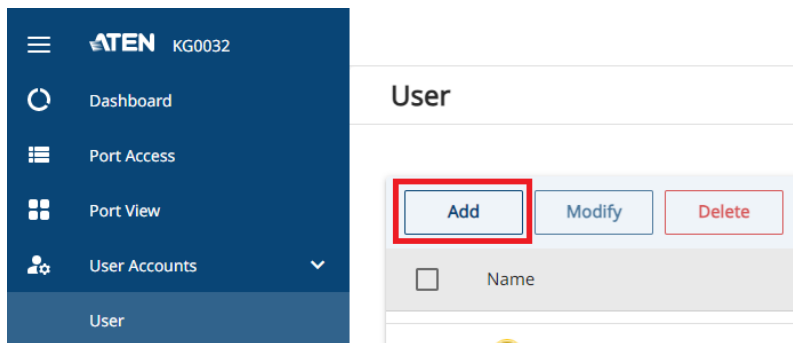 ATEN KG0032
Dashboard
Port Access
Port View
User Accounts
User
User
Add Modify Delete
Name